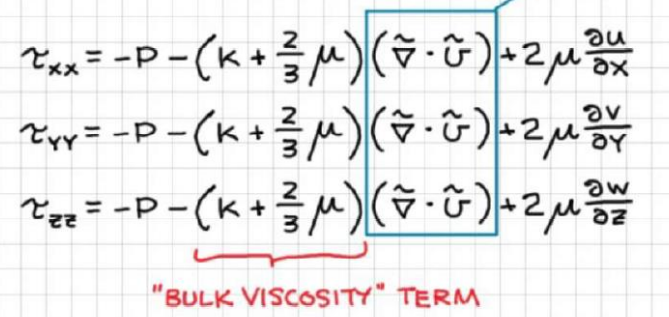 τxx = -P - (K + 2/3 μ)(∇̃ · Ũ) + 2μ ∂u/∂x
τYY = -P - (K + 2/3 μ)(∇̃ · Ũ) + 2μ ∂v/∂Y
τzz = -P - (K + 2/3 μ)(∇̃ · Ũ) + 2μ ∂w/∂z
"BULK VISCOSITY" TERM